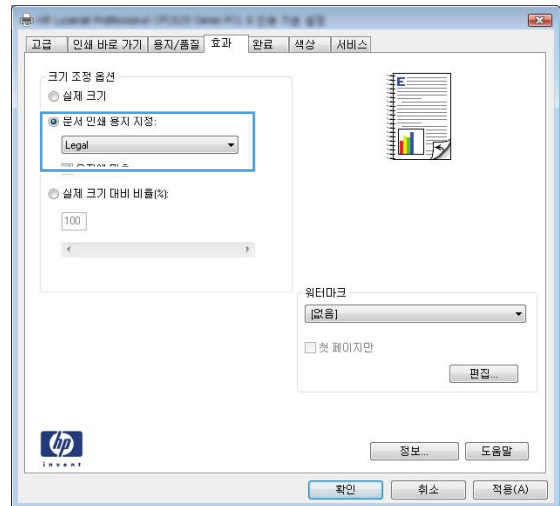 고급 인쇄 바로 가기 용지/품질 효과 완료 색상 서비스
크기 조정 옵션
실제 크기
문서 인쇄 용지 지정:
Legal
실제 크기 대비 비율(%):
100
워터마크
[없음]
첫 페이지만
편집...
hp
invent
정보... 도움말
확인 취소 적용(A)